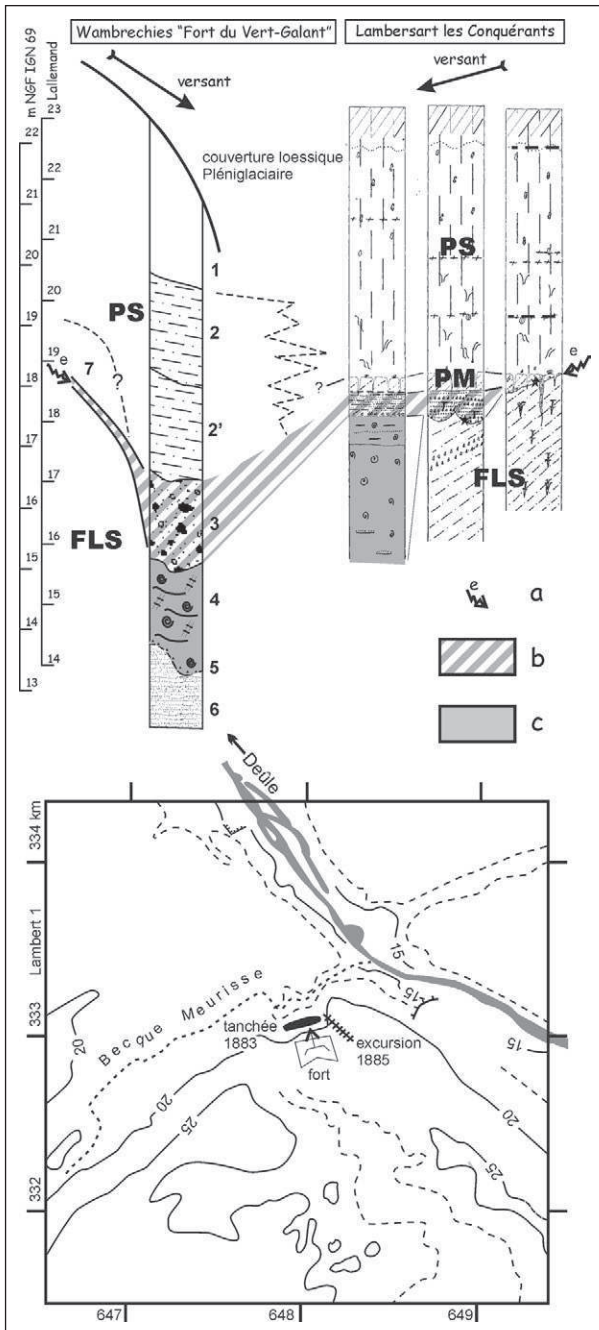 Wambrechies "Fort du Vert-Galant"
Lambersart les Conquérants
m NGF IGN 69
Lallemand
versant
versant
couverture loessique
Pléniglaciaire
23
22
22
21
21
20
20
19
19
18
18
17
17
16
16
15
15
14
14
13
1
PS
2
2'
3
4
5
6
7
?
e
FLS
?
PS
PM
FLS
e
e
a
b
c
Deûle
334 km
Lambert 1
333
332
Becque Meurisse
tanchée
1883
excursion
1885
fort
15
15
15
20
20
25
20
25
647
648
649